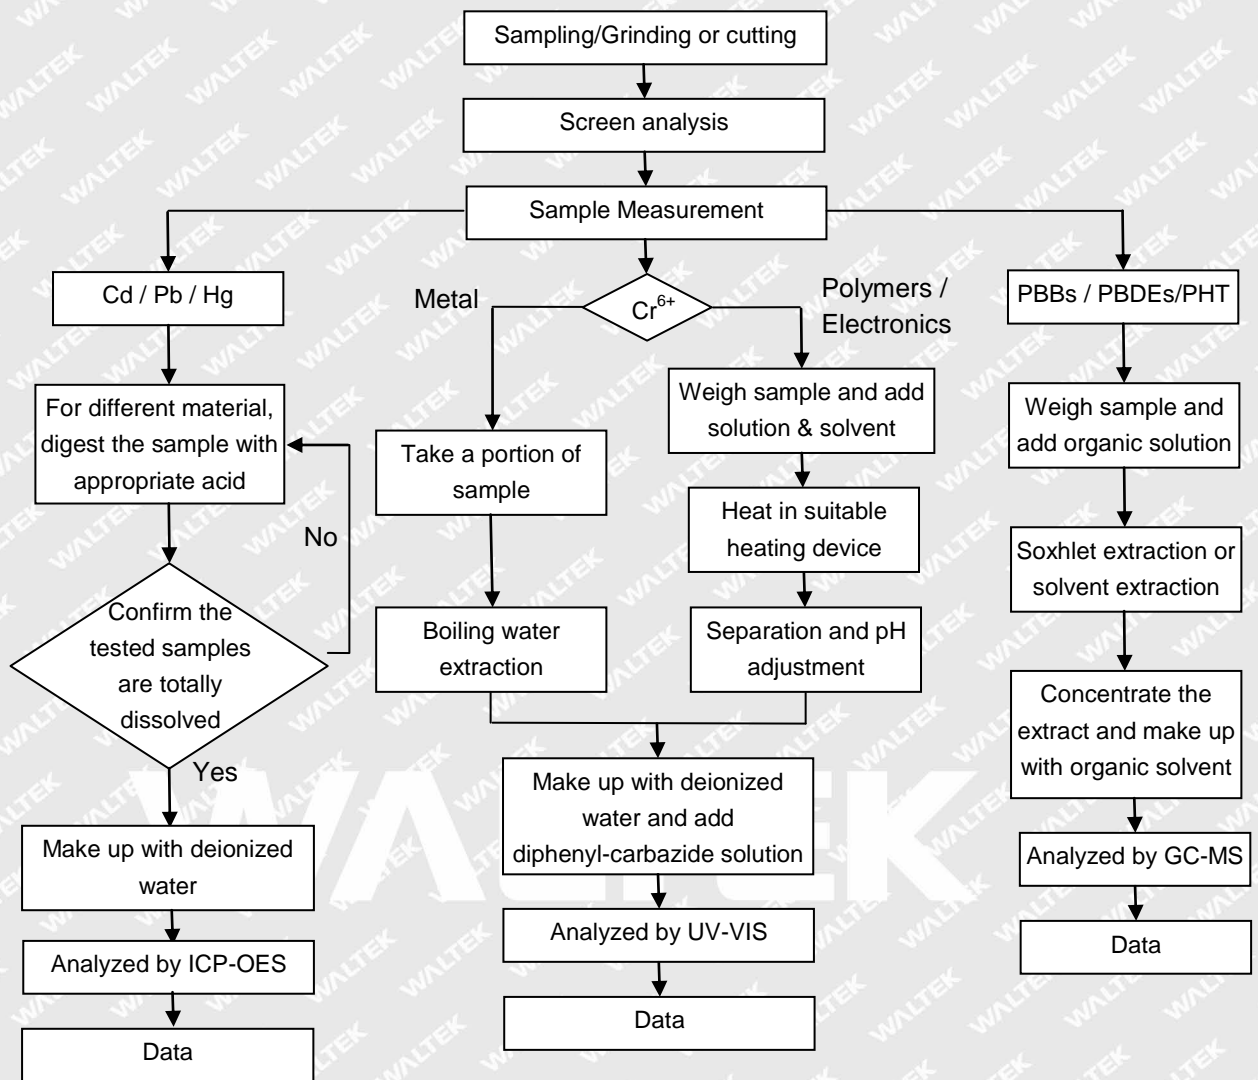 Sampling/Grinding or cutting
Screen analysis
Sample Measurement
Cd / Pb / Hg
For different material,
digest the sample with
appropriate acid
No
Confirm the
tested samples
are totally
dissolved
Yes
Make up with deionized
water
Analyzed by ICP-OES
Data
Cr⁶⁺
Metal
Take a portion of
sample
Boiling water
extraction
Polymers /
Electronics
Weigh sample and add
solution & solvent
Heat in suitable
heating device
Separation and pH
adjustment
Make up with deionized
water and add
diphenyl-carbazide solution
Analyzed by UV-VIS
Data
PBBs / PBDEs/PHT
Weigh sample and
add organic solution
Soxhlet extraction or
solvent extraction
Concentrate the
extract and make up
with organic solvent
Analyzed by GC-MS
Data
WALTEK